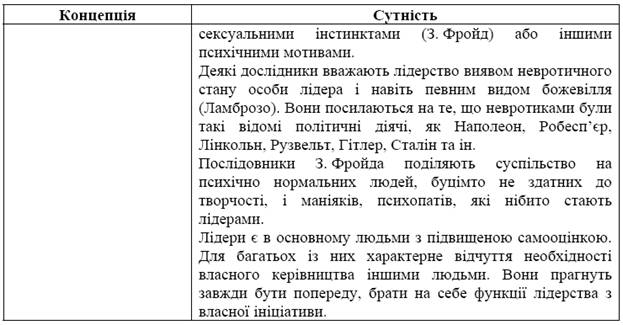 Концепція Сутність
сексуальними інстинктами (З. Фройд) або іншими
психічними мотивами.
Деякі дослідники вважають лідерство виявом невротичного
стану особи лідера і навіть певним видом божевілля
(Ламброзо). Вони посилаються на те, що невротиками були
такі відомі політичні діячі, як Наполеон, Робесп’єр,
Лінкольн, Рузвельт, Гітлер, Сталін та ін.
Послідовники З. Фройда поділяють суспільство на
психічно нормальних людей, буцімто не здатних до
творчості, і маніяків, психопатів, які нібито стають
лідерами.
Лідери є в основному людьми з підвищеною самооцінкою.
Для багатьох із них характерне відчуття необхідності
власного керівництва іншими людьми. Вони прагнуть
завжди бути попереду, брати на себе функції лідерства з
власної ініціативи.